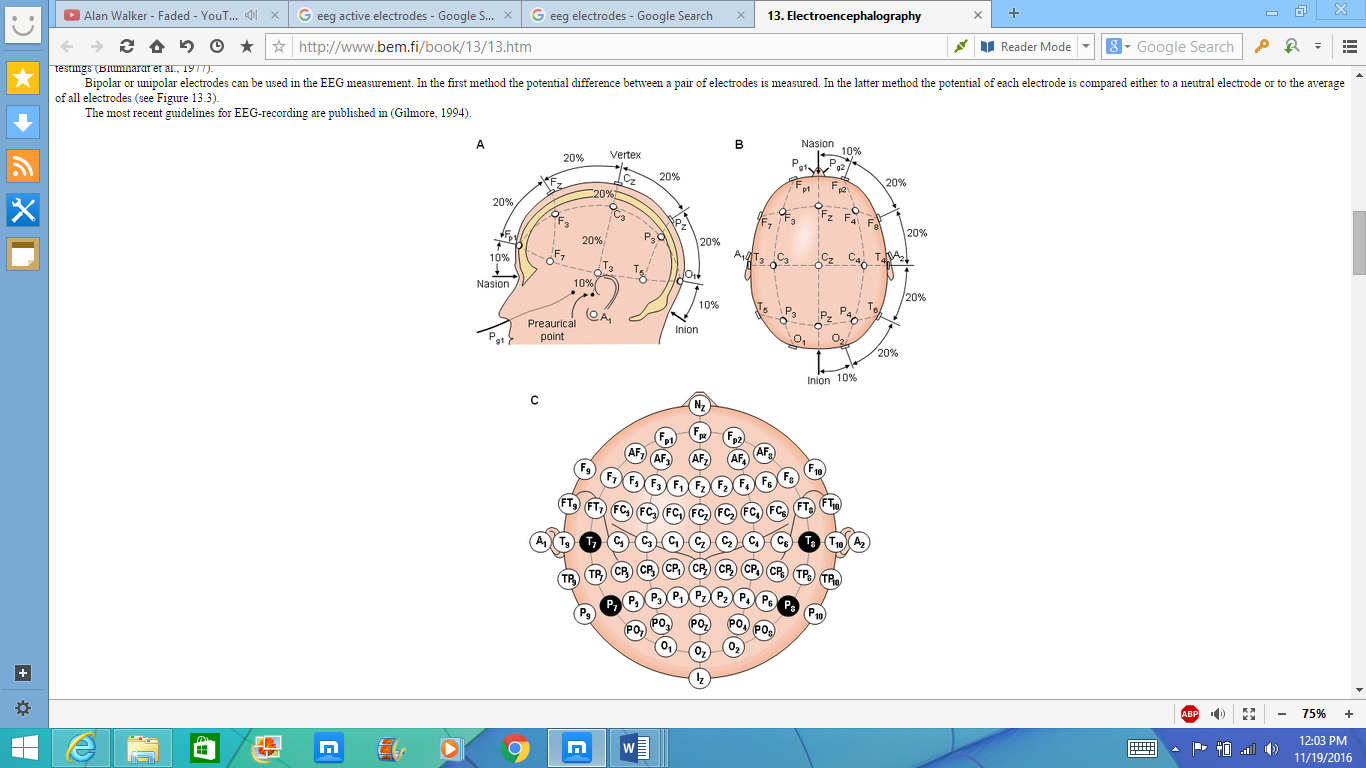 Alan Walker - Faded - YouT...
eeg active electrodes - Google S...
eeg electrodes - Google Search
13. Electroencephalography
http://www.bem.fi/book/13/13.htm
Reader Mode
Google Search
testings (Blumhardt et al., 1977).
Bipolar or unipolar electrodes can be used in the EEG measurement. In the first method the potential difference between a pair of electrodes is measured. In the latter method the potential of each electrode is compared either to a neutral electrode or to the average
of all electrodes (see Figure 13.3).
The most recent guidelines for EEG-recording are published in (Gilmore, 1994).
A
Vertex
20%
Fz Cz
20%
20%
20%
F3 C3 Pz
20%
Fp1 P3
20%
20%
10%
F7 T3 T5 O1
Nasion
10%
10%
A1
Preaurical
point
Inion
Pg1
B
Nasion
10%
Pg1 Pg2
Fp1 Fp2
20%
F7 F3 Fz F4 F8
20%
A1 T3 C3 Cz C4 T4 A2
20%
T5 P3 Pz P4 T6
O1 O2
20%
Inion 10%
C
Nz
Fp1 Fpz Fp2
AF7 AF3 AFz AF4 AF8
F9 F7 F5 F3 F1 Fz F2 F4 F6 F8 F10
FT9 FT7 FC5 FC3 FC1 FCz FC2 FC4 FC6 FT8 FT10
A1 T9 T7 C5 C3 C1 Cz C2 C4 C6 T8 T10 A2
TP9 TP7 CP5 CP3 CP1 CPz CP2 CP4 CP6 TP8 TP10
P9 P7 P5 P3 P1 Pz P2 P4 P6 P8 P10
PO7 PO3 POz PO4 PO8
O1 Oz O2
Iz
ABP
75%
12:03 PM
11/19/2016